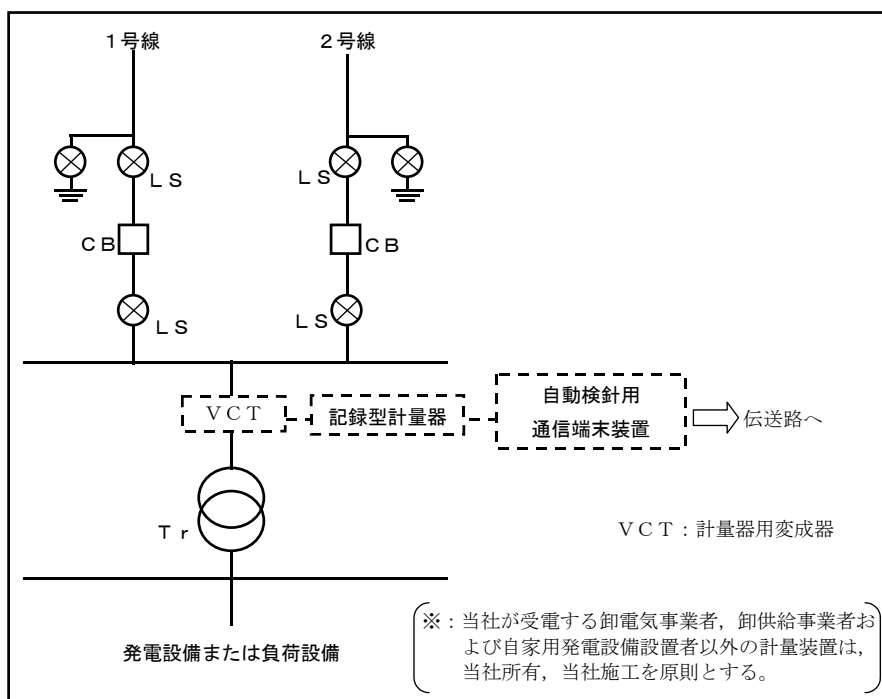 1号線
2号線
LS
LS
CB
CB
LS
LS
VCT
記録型計量器
自動検針用
通信端末装置
伝送路へ
Tr
VCT：計量器用変成器
発電設備または負荷設備
※：当社が受電する卸電気事業者，卸供給事業者お
よび自家用発電設備設置者以外の計量装置は，
当社所有，当社施工を原則とする。